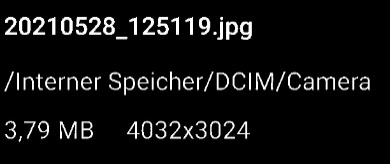 20210528_125119.jpg
/Interner Speicher/DCIM/Camera
3,79 MB 4032x3024